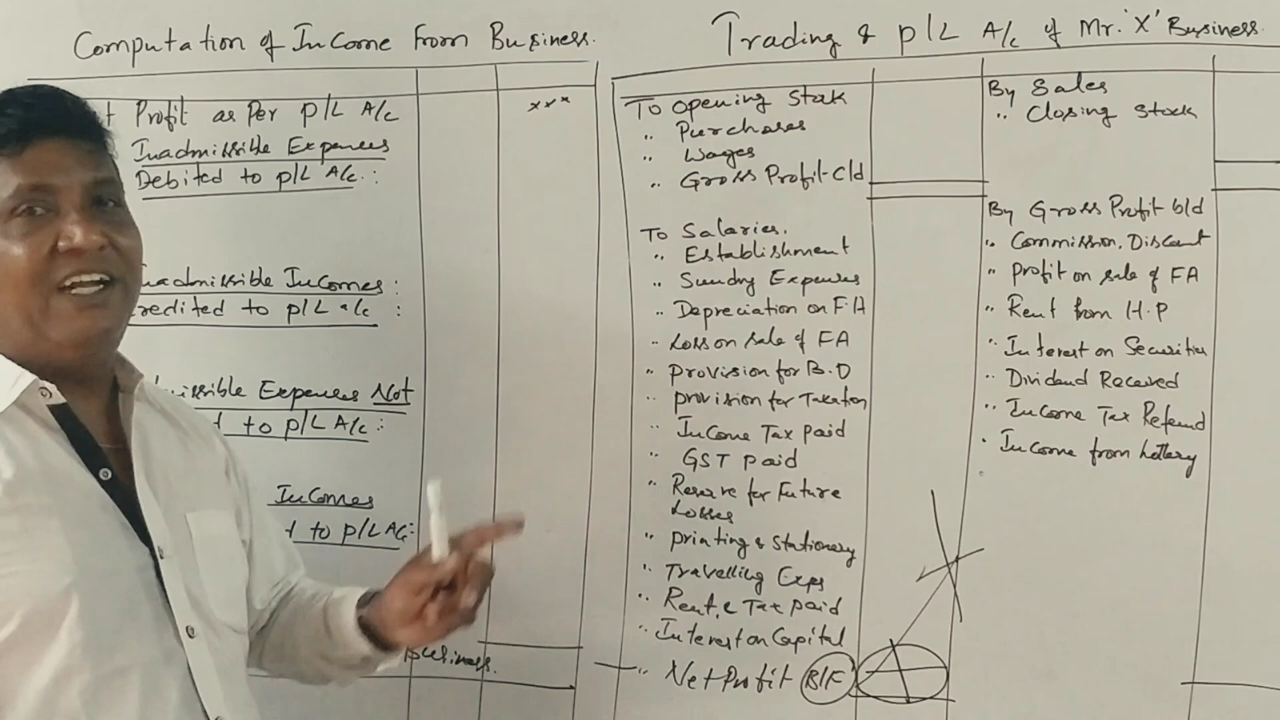 Computation of Income From Business.
Profit as Per P/L A/c
Inadmissible Expences
Debited to P/L A/c. :
Incomes :
to P/L a/c :
Expences Not
to P/L A/c :
Incomes
to P/L A/c :
Business.
Trading & P/L A/c of Mr. 'X' Business.
To Opening Stock
" Purchases
" Wages
" Gross Profit-C/d
To Salaries.
" Establishment
" Sundry Expenses
" Depreciation on FA
" Loss on sale of FA
" Provision for B.D
" Provision for Taxation
" Income Tax paid
" GST paid
" Reserve for Future
Losses
" Printing & Stationery
" Travelling Exps
" Rent & Tax paid
" Interest on Capital
" Net Profit B/F
By Sales
" Closing Stock
By Gross Profit b/d
" Commission, Discount
" Profit on sale of FA
" Rent from H.P
" Interest on Securities
" Dividend Received
" Income Tax Refund
" Income from Lottery